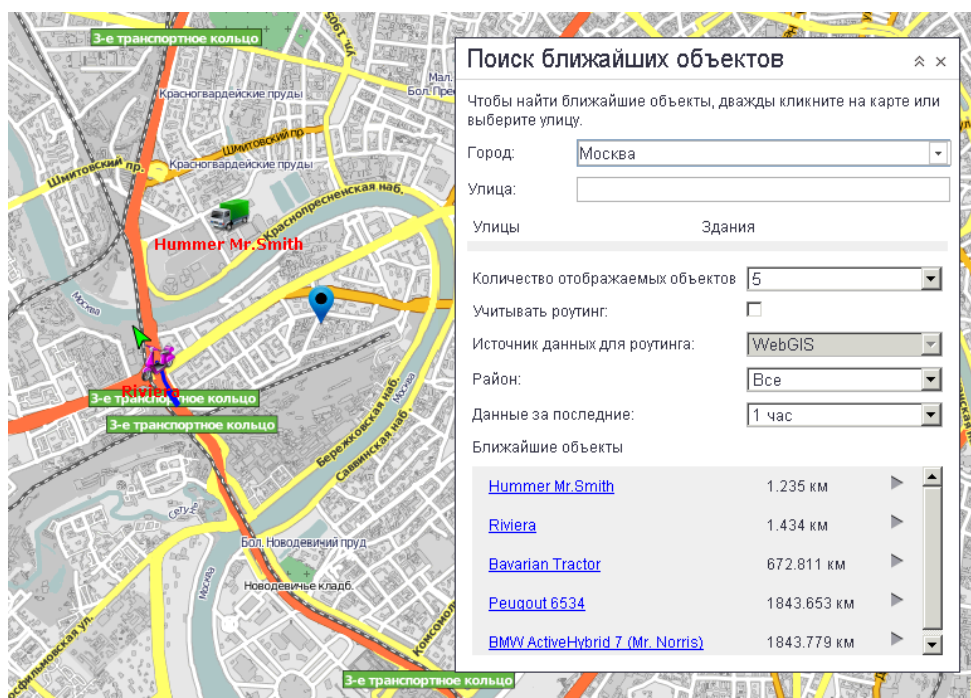 3-е транспортное кольцо
Красногвардейские пруды
Шмитовский пр.
Шмитовский пр.
Красногвардейские пруды
Краснопресненская наб.
Hummer Mr.Smith
Москва
Riviera
3-е транспортное кольцо
3-е транспортное кольцо
Бережковская наб.
Саввинская наб.
Москва
Сетунь
Бол. Новодевичий пруд
Новодевичье кладб.
Москва
3-е транспортное кольцо
Поиск ближайших объектов
Чтобы найти ближайшие объекты, дважды кликните на карте или
выберите улицу.
Город: Москва
Улица:
Улицы Здания
Количество отображаемых объектов 5
Учитывать роутинг:
Источник данных для роутинга: WebGIS
Район: Все
Данные за последние: 1 час
Ближайшие объекты
Hummer Mr.Smith 1.235 км
Riviera 1.434 км
Bavarian Tractor 672.811 км
Peugout 6534 1843.653 км
BMW ActiveHybrid 7 (Mr. Norris) 1843.779 км